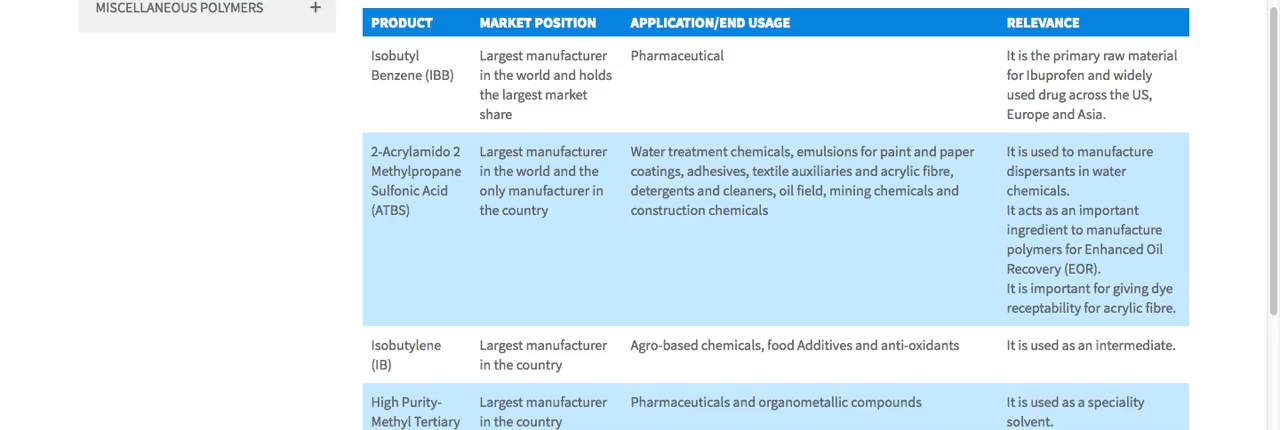 MISCELLANEOUS POLYMERS +
PRODUCT MARKET POSITION APPLICATION/END USAGE RELEVANCE
Isobutyl
Benzene (IBB)
Largest manufacturer
in the world and holds
the largest market
share
Pharmaceutical
It is the primary raw material
for Ibuprofen and widely
used drug across the US,
Europe and Asia.
2-Acrylamido 2
Methylpropane
Sulfonic Acid
(ATBS)
Largest manufacturer
in the world and the
only manufacturer in
the country
Water treatment chemicals, emulsions for paint and paper
coatings, adhesives, textile auxiliaries and acrylic fibre,
detergents and cleaners, oil field, mining chemicals and
construction chemicals
It is used to manufacture
dispersants in water
chemicals.
It acts as an important
ingredient to manufacture
polymers for Enhanced Oil
Recovery (EOR).
It is important for giving dye
receptability for acrylic fibre.
Isobutylene
(IB)
Largest manufacturer
in the country
Agro-based chemicals, food Additives and anti-oxidants
It is used as an intermediate.
High Purity-
Methyl Tertiary
Largest manufacturer
in the country
Pharmaceuticals and organometallic compounds
It is used as a speciality
solvent.